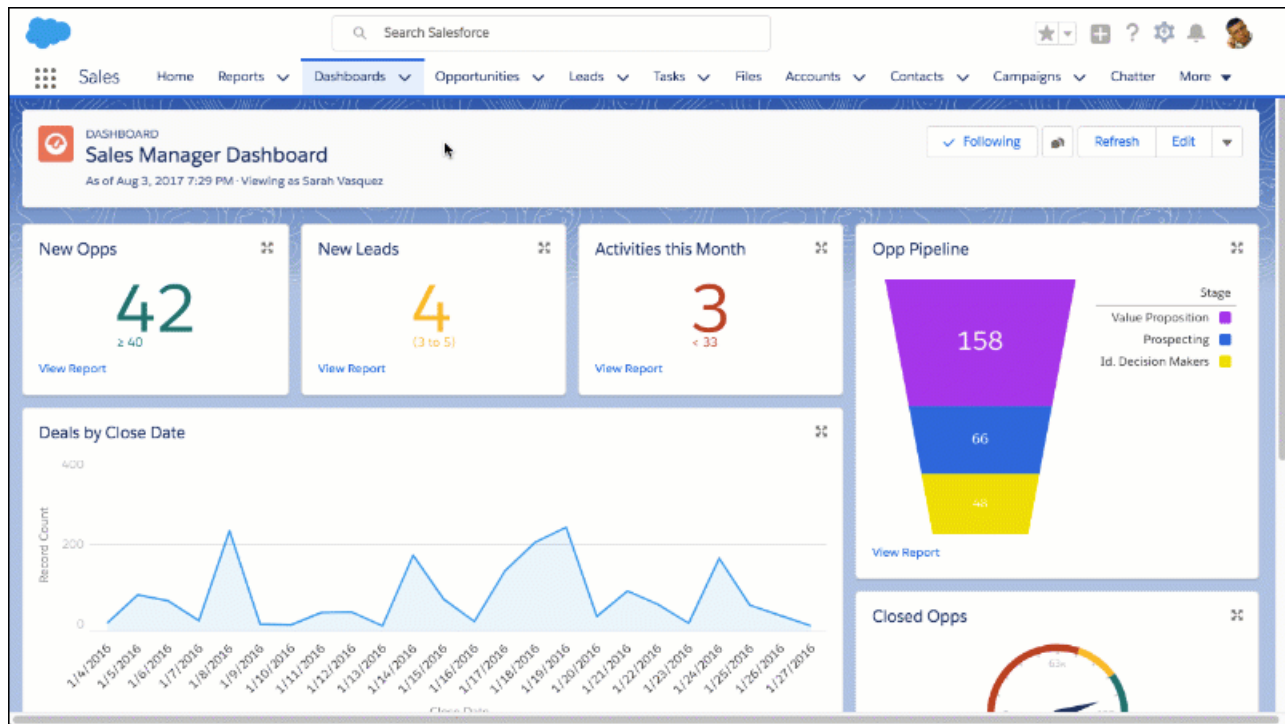 Search Salesforce
Sales Home Reports Dashboards Opportunities Leads Tasks Files Accounts Contacts Campaigns Chatter More
DASHBOARD
Sales Manager Dashboard
As of Aug 3, 2017 7:29 PM·Viewing as Sarah Vasquez
Following
Refresh
Edit
New Opps
42
≥ 40
View Report
New Leads
4
(3 to 5)
View Report
Activities this Month
3
< 33
View Report
Opp Pipeline
Stage
Value Proposition
Prospecting
Id. Decision Makers
158
66
48
View Report
Deals by Close Date
Record Count
400
200
0
1/4/2016
1/5/2016
1/6/2016
1/7/2016
1/8/2016
1/9/2016
1/10/2016
1/11/2016
1/12/2016
1/13/2016
1/14/2016
1/15/2016
1/16/2016
1/17/2016
1/18/2016
1/19/2016
1/20/2016
1/21/2016
1/22/2016
1/23/2016
1/24/2016
1/25/2016
1/26/2016
1/27/2016
Close Date
Closed Opps
63k